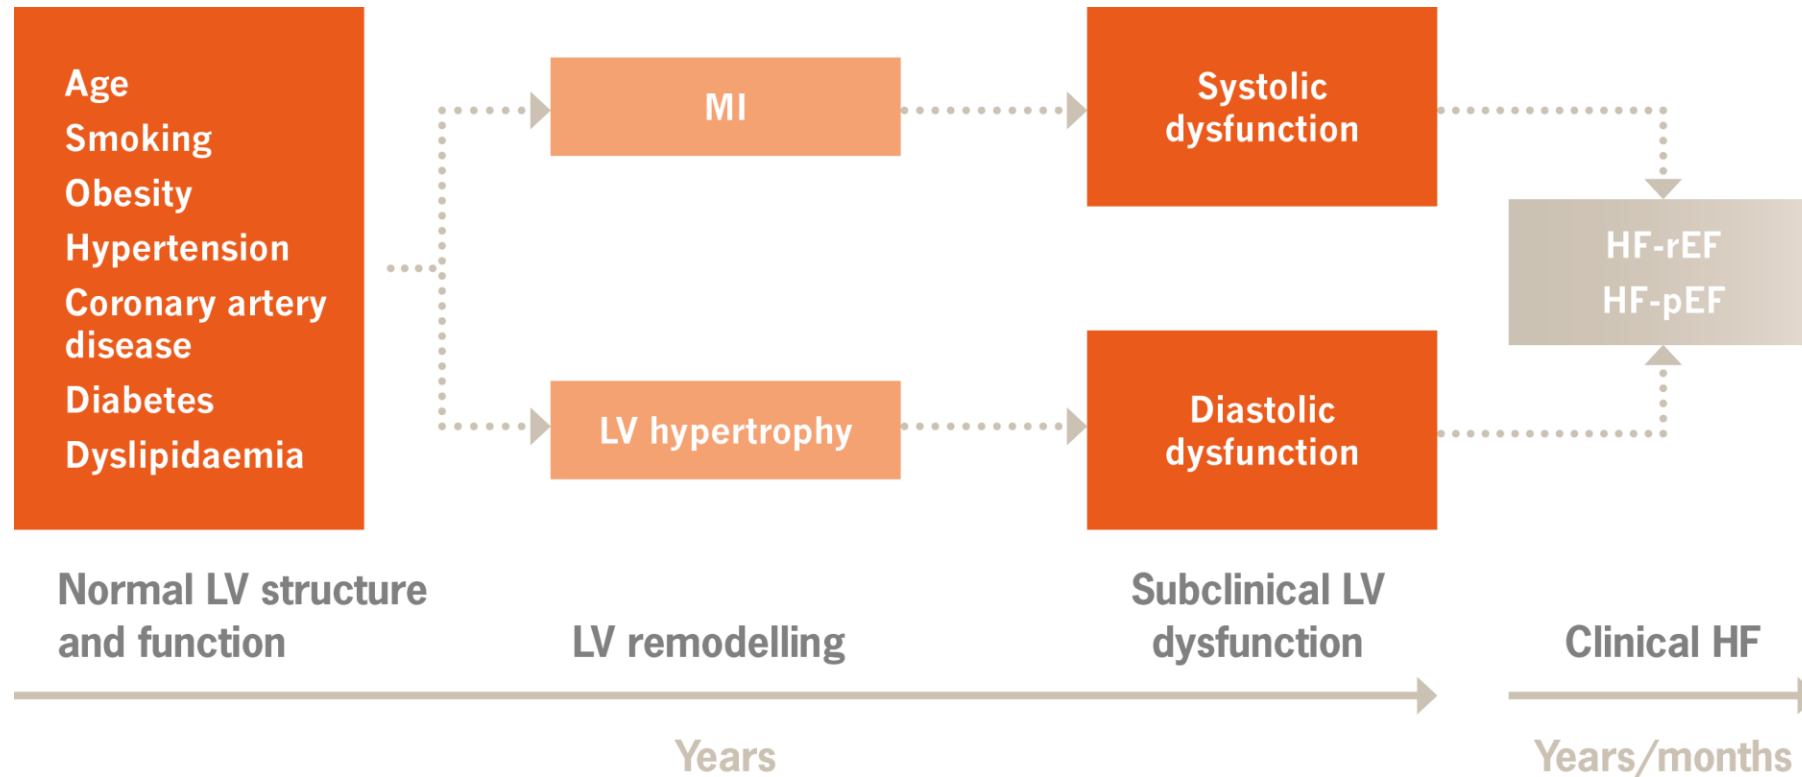 Age
Smoking
Obesity
Hypertension
Coronary artery
disease
Diabetes
Dyslipidaemia
MI
LV hypertrophy
Systolic
dysfunction
Diastolic
dysfunction
HF-rEF
HF-pEF
Normal LV structure
and function
LV remodelling
Subclinical LV
dysfunction
Clinical HF
Years
Years/months